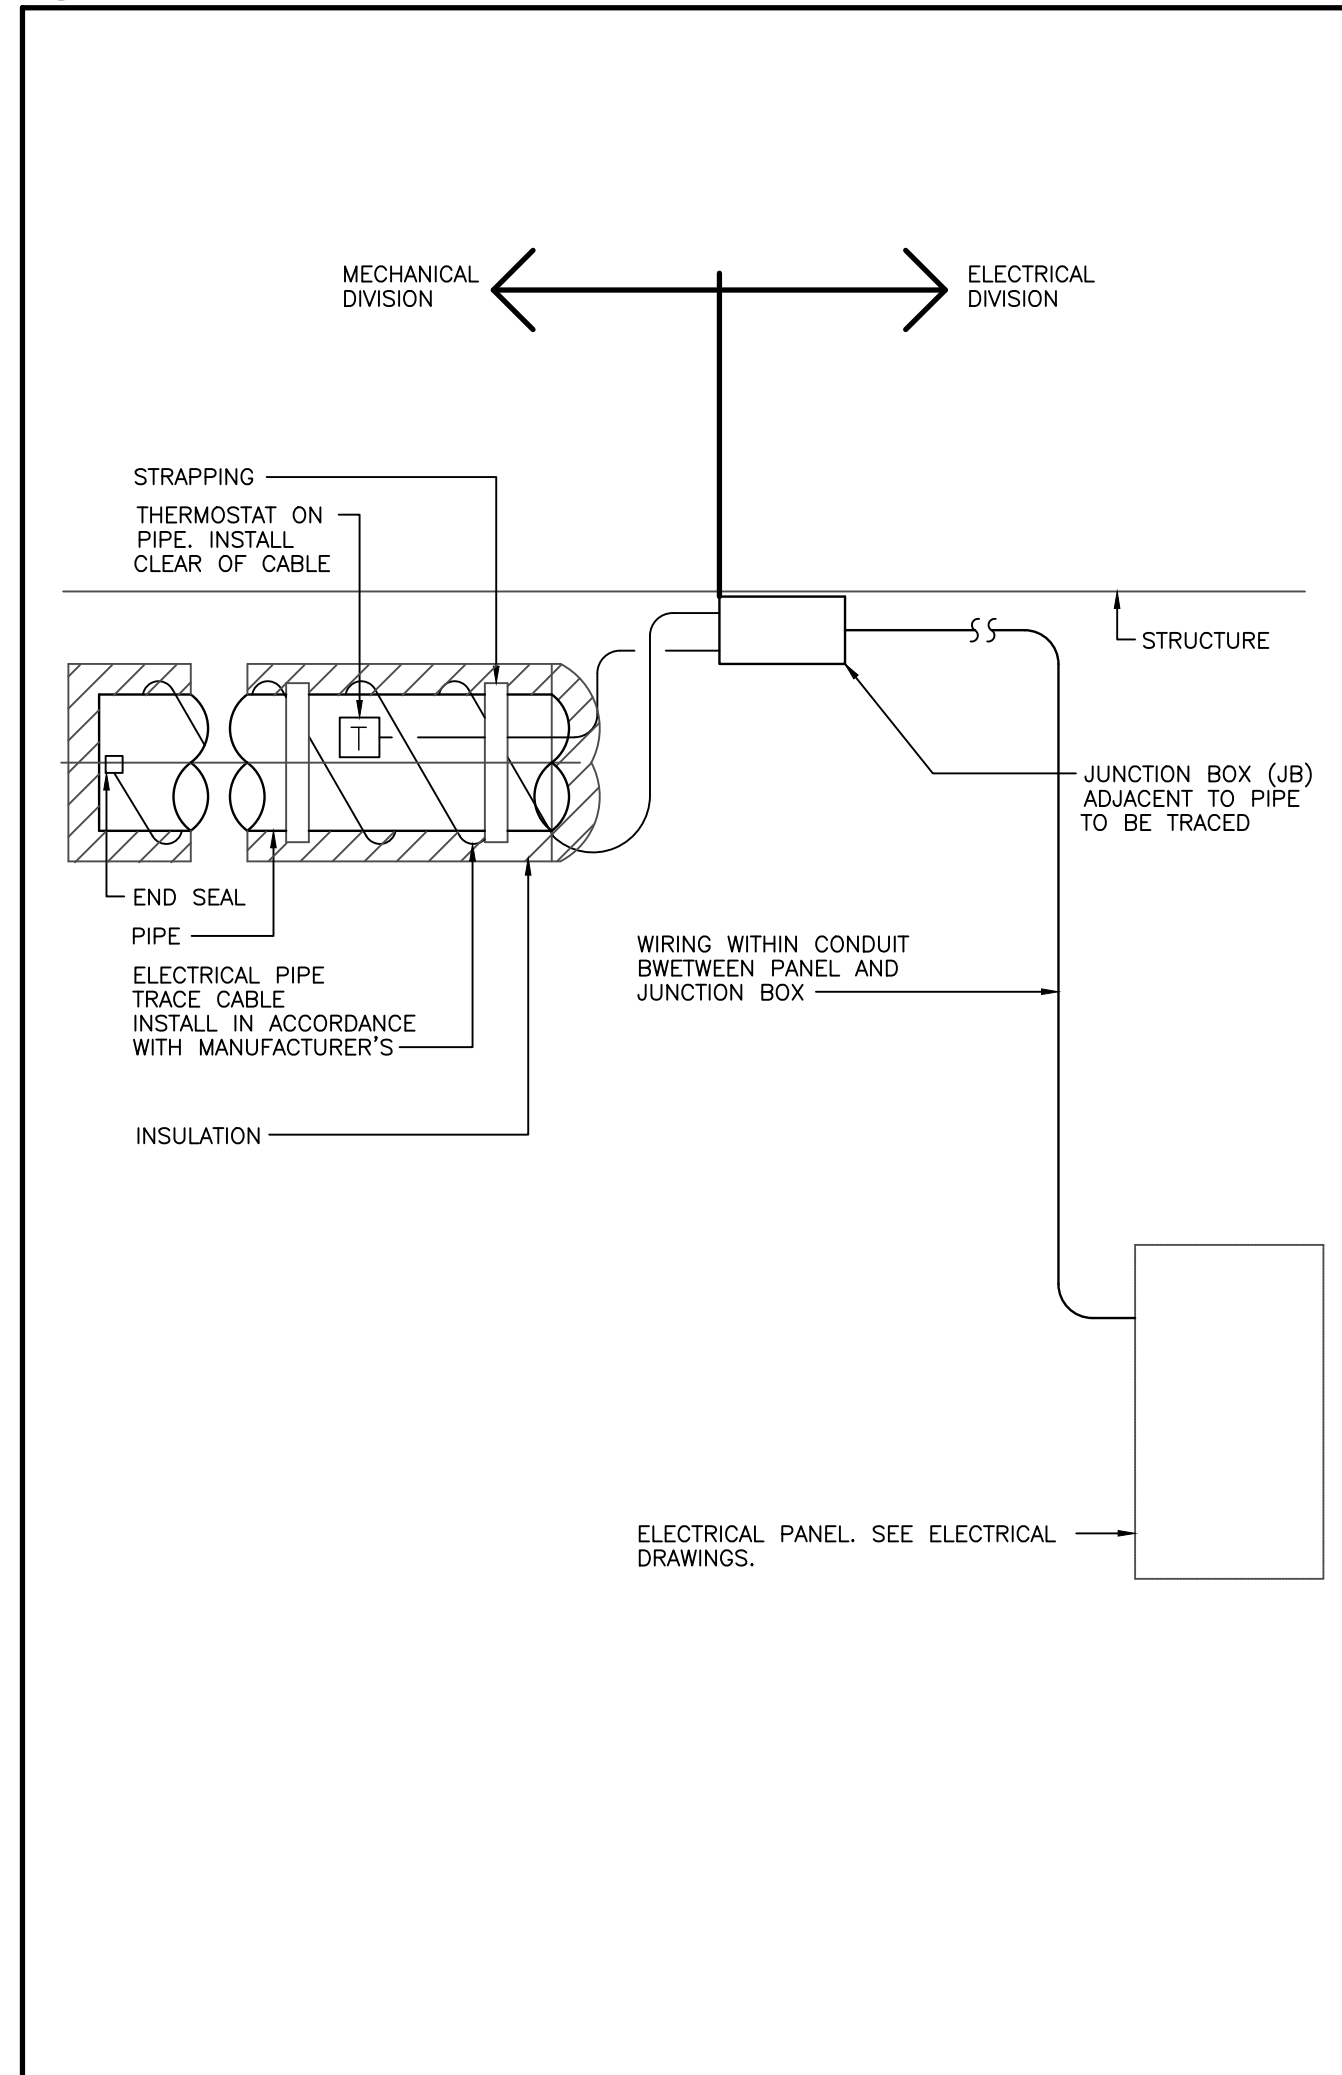 MECHANICAL
DIVISION
ELECTRICAL
DIVISION
STRAPPING
THERMOSTAT ON
PIPE. INSTALL
CLEAR OF CABLE
STRUCTURE
T
JUNCTION BOX (JB)
ADJACENT TO PIPE
TO BE TRACED
END SEAL
PIPE
ELECTRICAL PIPE
TRACE CABLE
INSTALL IN ACCORDANCE
WITH MANUFACTURER'S
WIRING WITHIN CONDUIT
BWETWEEN PANEL AND
JUNCTION BOX
INSULATION
ELECTRICAL PANEL. SEE ELECTRICAL
DRAWINGS.